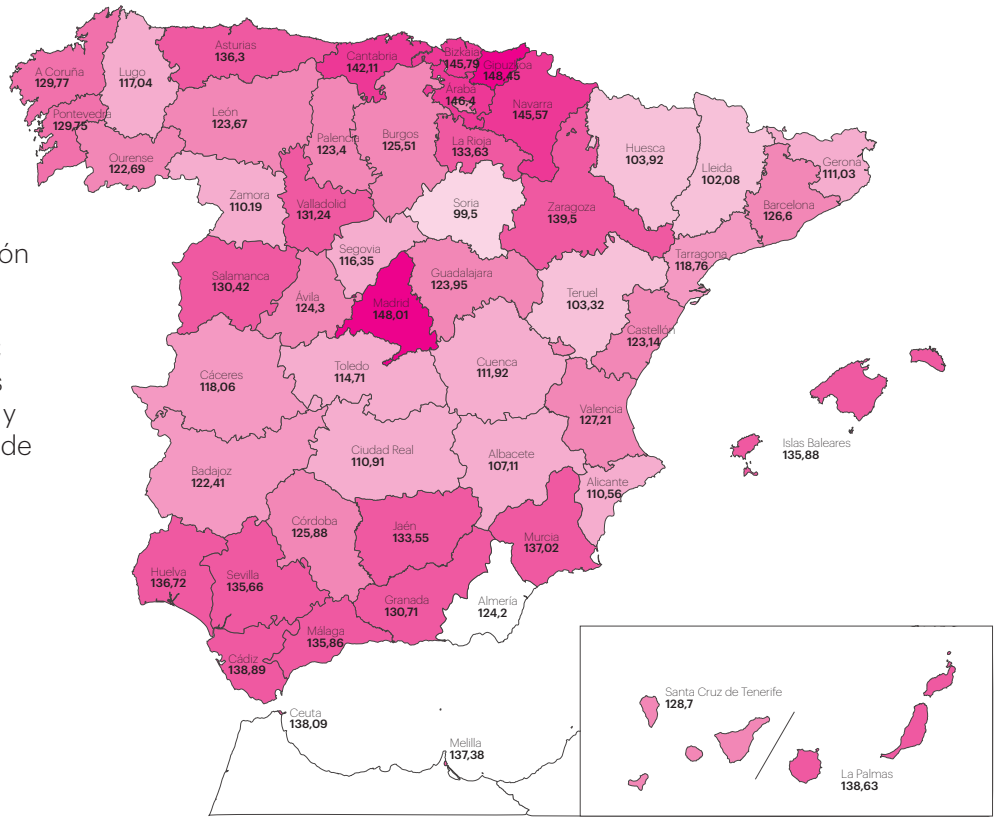 Asturias
136,3
Cantabria
142,11
Bizkaia
145,79
Gipuzkoa
148,45
A Coruña
129,77
Lugo
117,04
Araba
146,4
Navarra
145,57
Pontevedra
129,75
León
123,67
Palencia
123,4
Burgos
125,51
La Rioja
133,63
Huesca
103,92
Lleida
102,08
Gerona
111,03
Ourense
122,69
Zamora
110.19
Valladolid
131,24
Soria
99,5
Zaragoza
139,5
Barcelona
126,6
ón
Segovia
116,35
Tarragona
118,76
Salamanca
130,42
Ávila
124,3
Madrid
148,01
Guadalajara
123,95
Teruel
103,32
Castellón
123,14
s
y
de
Cáceres
118,06
Toledo
114,71
Cuenca
111,92
Valencia
127,21
Islas Baleares
135,88
Badajoz
122,41
Ciudad Real
110,91
Albacete
107,11
Alicante
110,56
Córdoba
125,88
Jaén
133,55
Murcia
137,02
Huelva
136,72
Sevilla
135,66
Granada
130,71
Almería
124,2
Málaga
135,86
Cádiz
138,89
Ceuta
138,09
Melilla
137,38
Santa Cruz de Tenerife
128,7
La Palmas
138,63